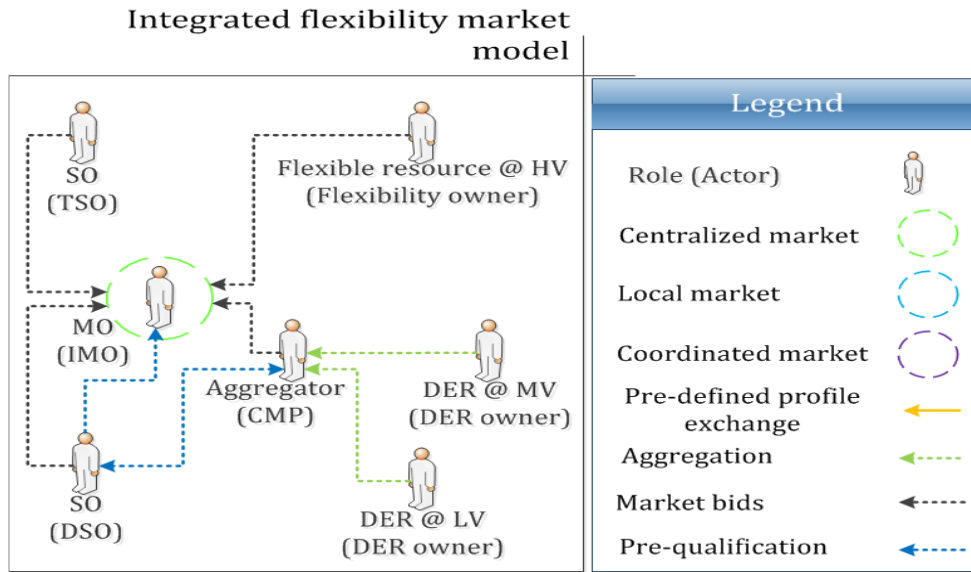 Integrated flexibility market
model
SO
(TSO)
Flexible resource @ HV
(Flexibility owner)
MO
(IMO)
Aggregator
(CMP)
DER @ MV
(DER owner)
SO
(DSO)
DER @ LV
(DER owner)
Legend
Role (Actor)
Centralized market
Local market
Coordinated market
Pre-defined profile
exchange
Aggregation
Market bids
Pre-qualification